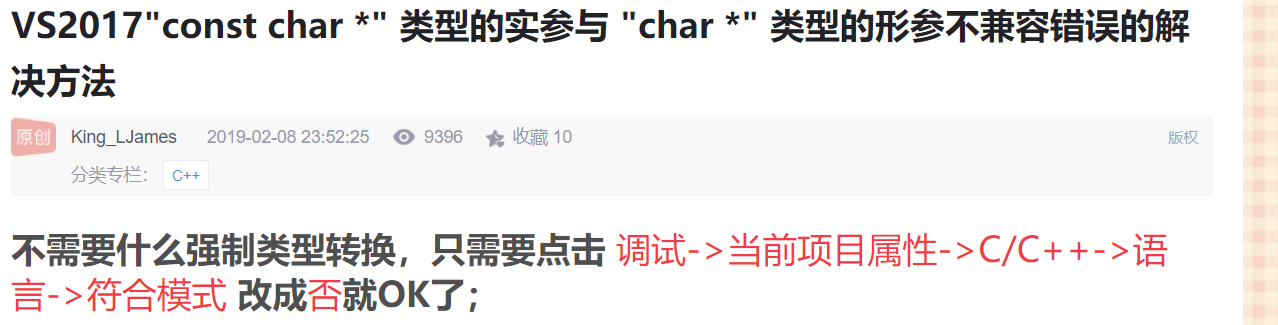 VS2017"const char *" 类型的实参与 "char *" 类型的形参不兼容错误的解
决方法
原创 King_LJames 2019-02-08 23:52:25 9396 收藏 10 版权
分类专栏： C++
不需要什么强制类型转换，只需要点击 调试->当前项目属性->C/C++->语
言->符合模式 改成否就OK了；